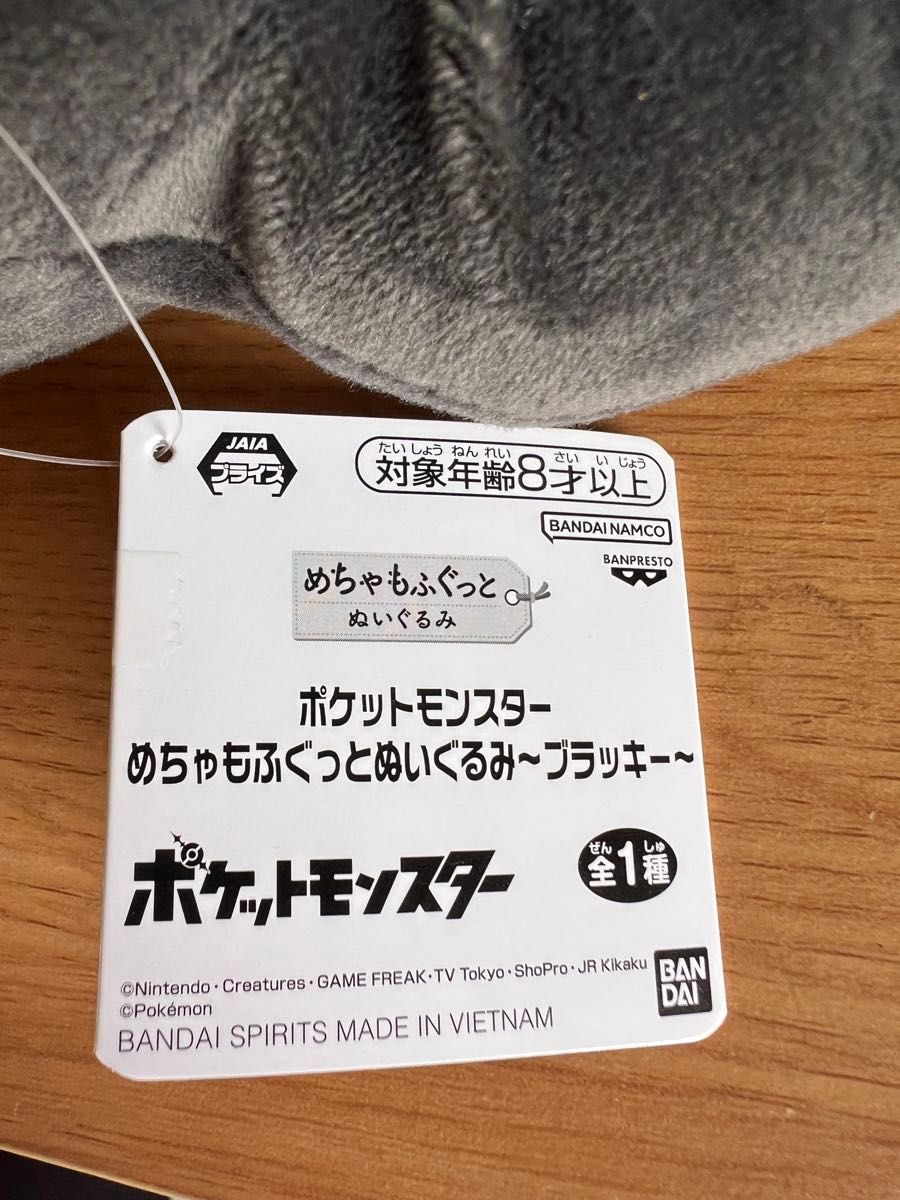 JAIA
プライズ
たいしょうねんれい さい いじょう
対象年齢8才以上
BANDAI NAMCO
BANPRESTO
めちゃもふぐっと
ぬいぐるみ
ポケットモンスター
めちゃもふぐっとぬいぐるみ~ブラッキー~
ポケットモンスター
ぜん しゅ
全1種
©Nintendo・Creatures・GAME FREAK・TV Tokyo・ShoPro・JR Kikaku
©Pokémon
BAN
DAI
BANDAI SPIRITS MADE IN VIETNAM